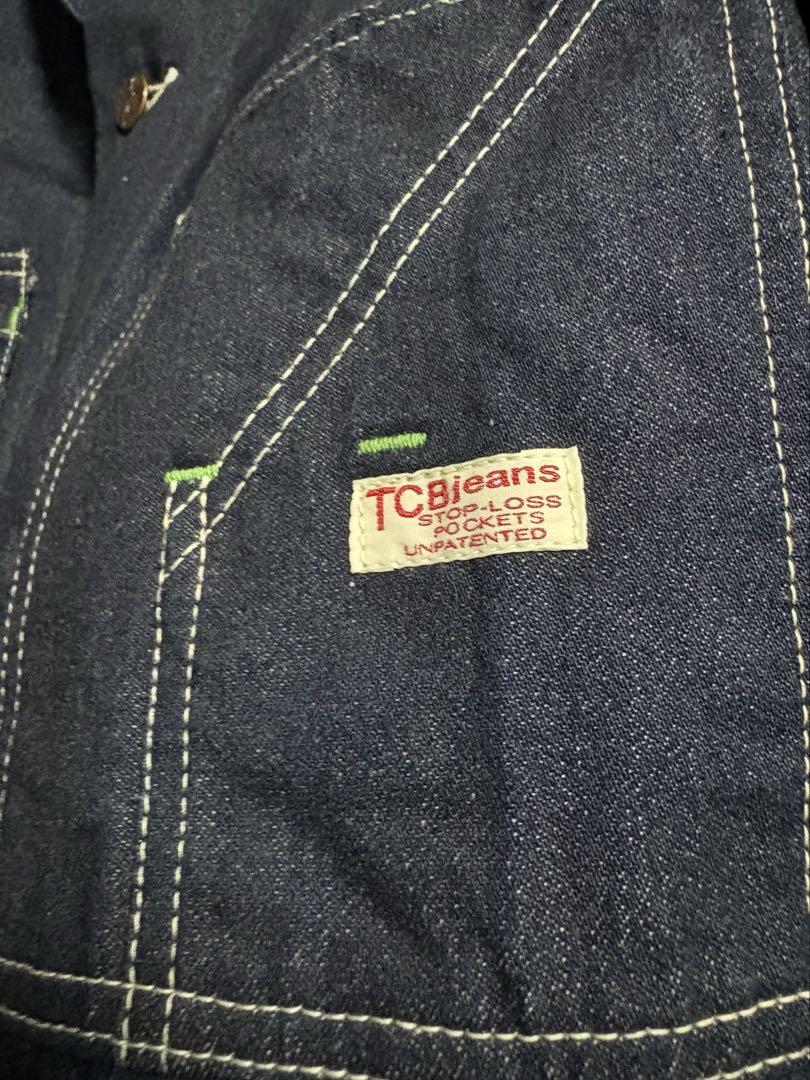 TCBjeans
STOP-LOSS
POCKETS
UNPATENTED